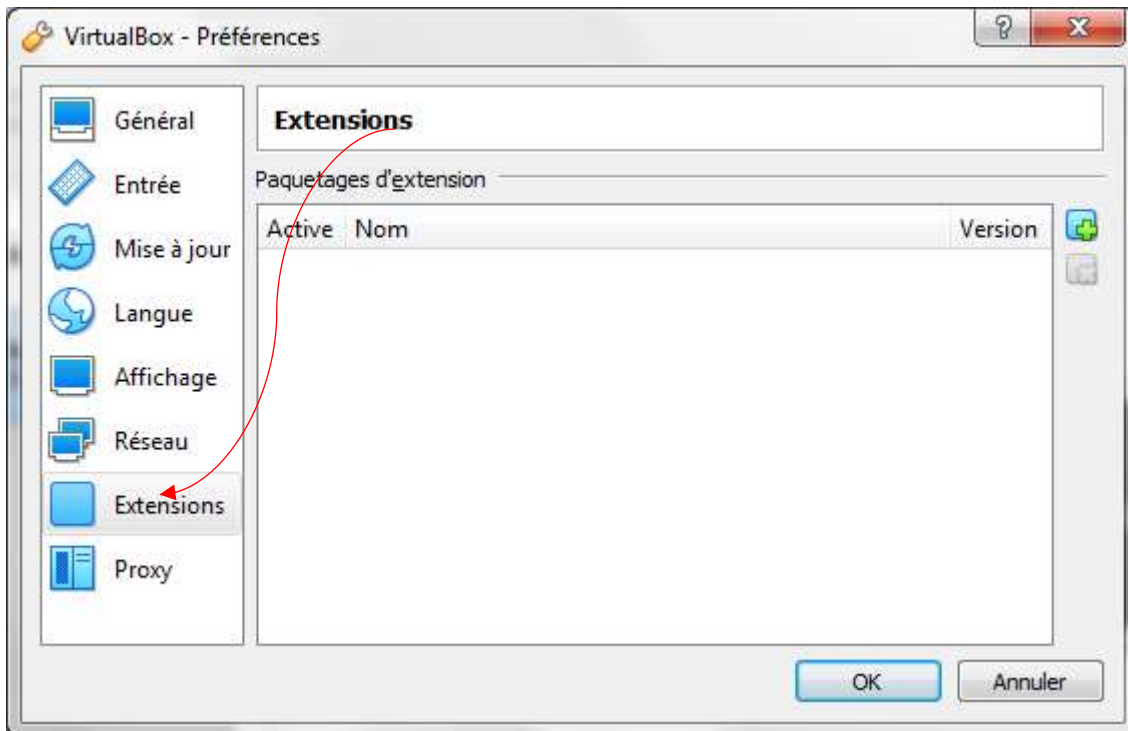 VirtualBox - Préférences
?
Général
Entrée
Mise à jour
Langue
Affichage
Réseau
Extensions
Proxy
Extensions
Paquetages d'extension
Active Nom Version
OK Annuler